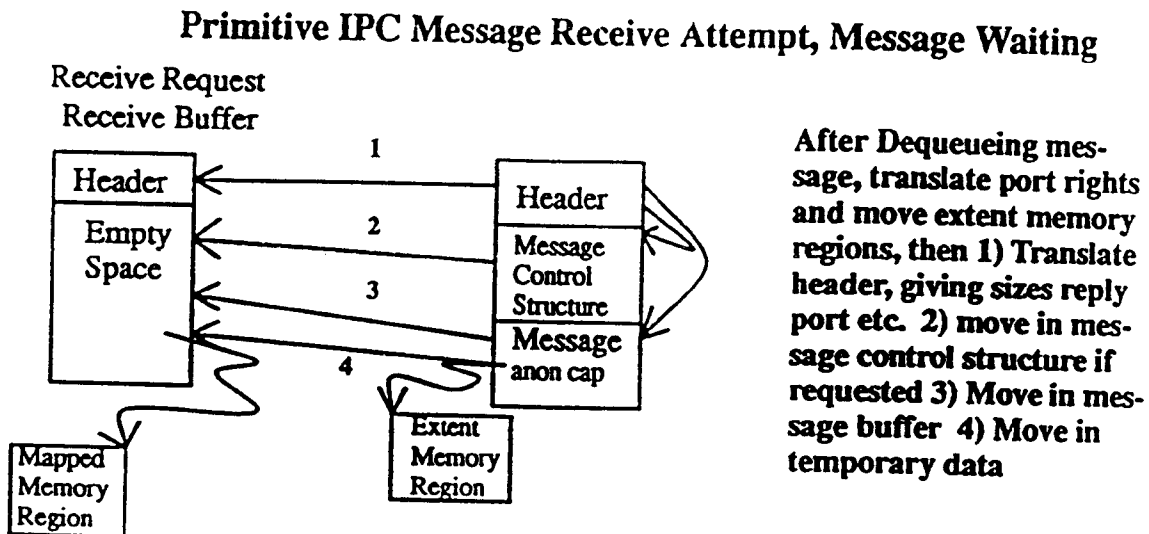 Primitive IPC Message Receive Attempt, Message Waiting
Receive Request
Receive Buffer
Header
Empty
Space
1
2
3
4
Header
Message
Control
Structure
Message
anon cap
Mapped
Memory
Region
Extent
Memory
Region
After Dequeueing mes-
sage, translate port rights
and move extent memory
regions, then 1) Translate
header, giving sizes reply
port etc. 2) move in mes-
sage control structure if
requested 3) Move in mes-
sage buffer 4) Move in
temporary data